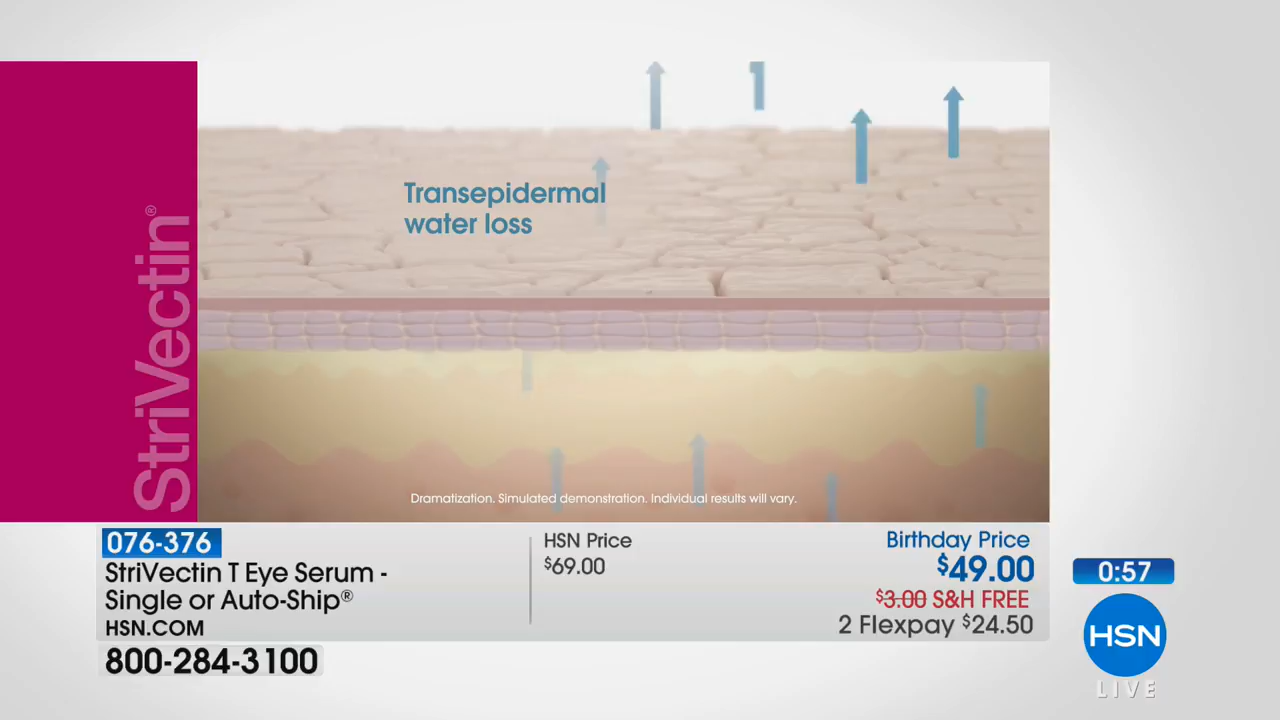 StriVectin®
Transepidermal
water loss
Dramatization. Simulated demonstration. Individual results will vary.
076-376
StriVectin T Eye Serum -
Single or Auto-Ship®
HSN.COM
800-284-3100
HSN Price
$69.00
Birthday Price
$49.00
$3.00 S&H FREE
2 Flexpay $24.50
0:57
HSN
LIVE